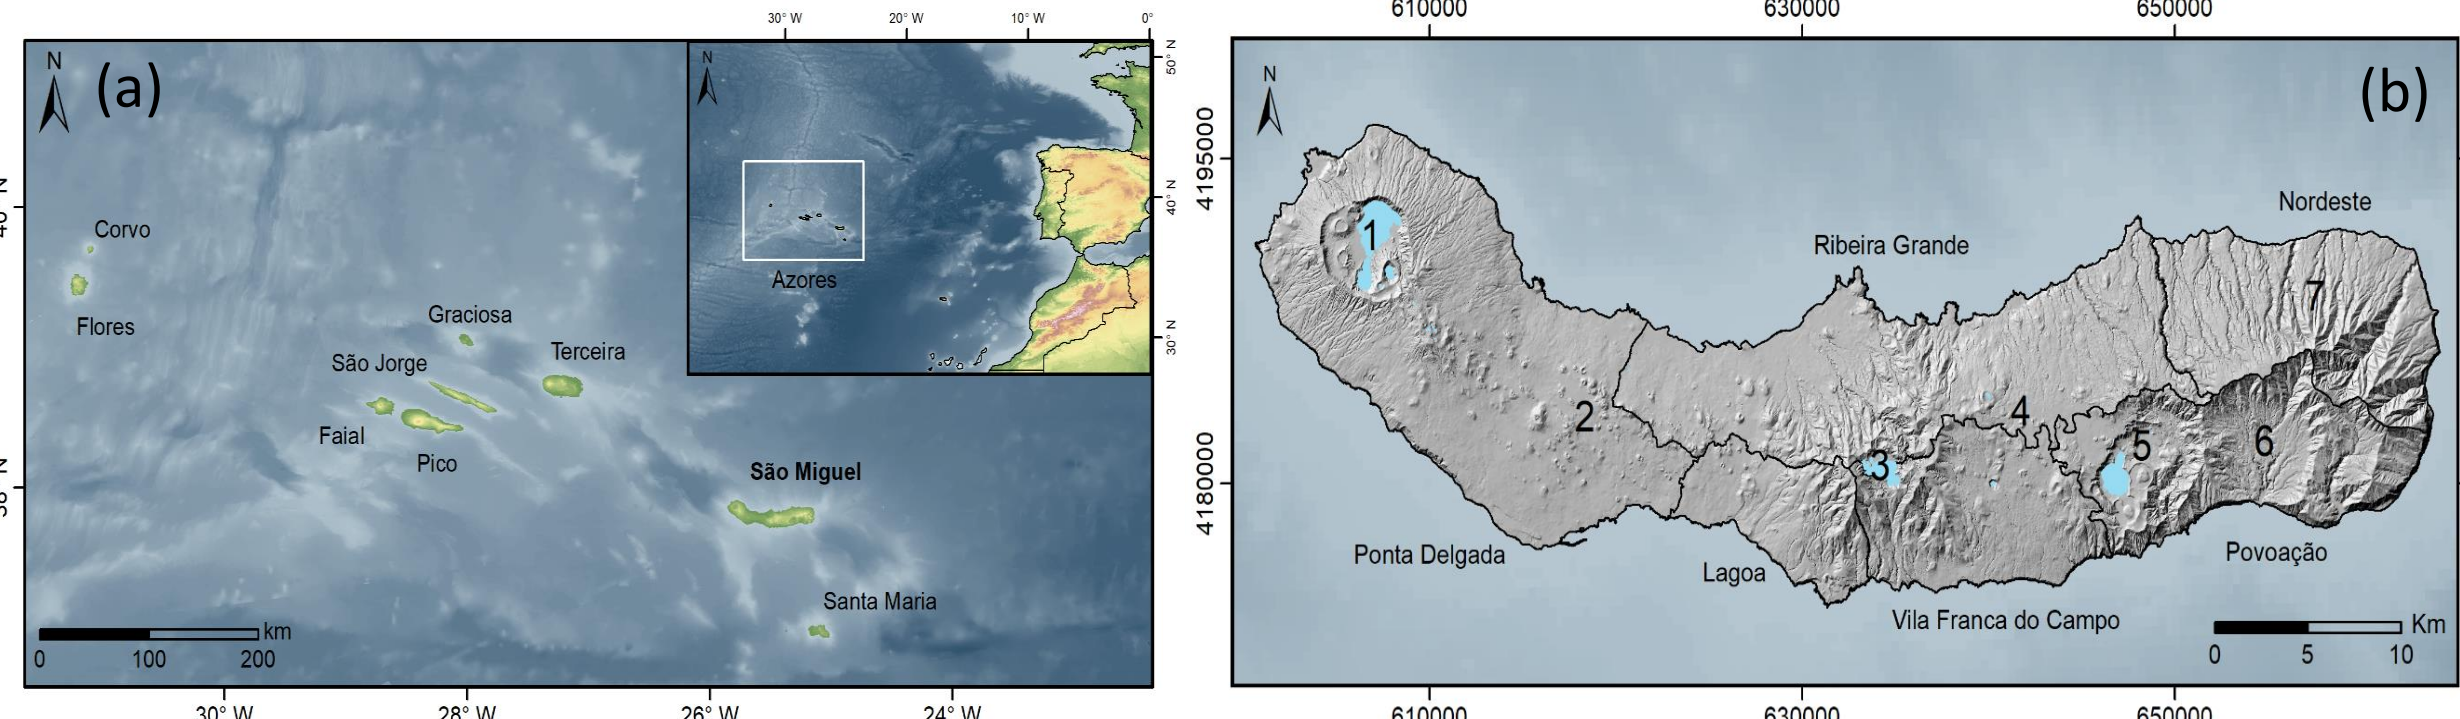 30° W 20° W 10° W 0°
N
(a)
N
50° N
40° N
30° N
Azores
Corvo
Flores
Graciosa
São Jorge
Terceira
Faial
Pico
São Miguel
Santa Maria
km
0 100 200
30° W 28° W 26° W 24° W
610000 630000 650000
N
(b)
4195000
4180000
Nordeste
Ribeira Grande
1
7
2
4
3
5
6
Ponta Delgada
Lagoa
Povoação
Vila Franca do Campo
Km
0 5 10
610000 630000 650000